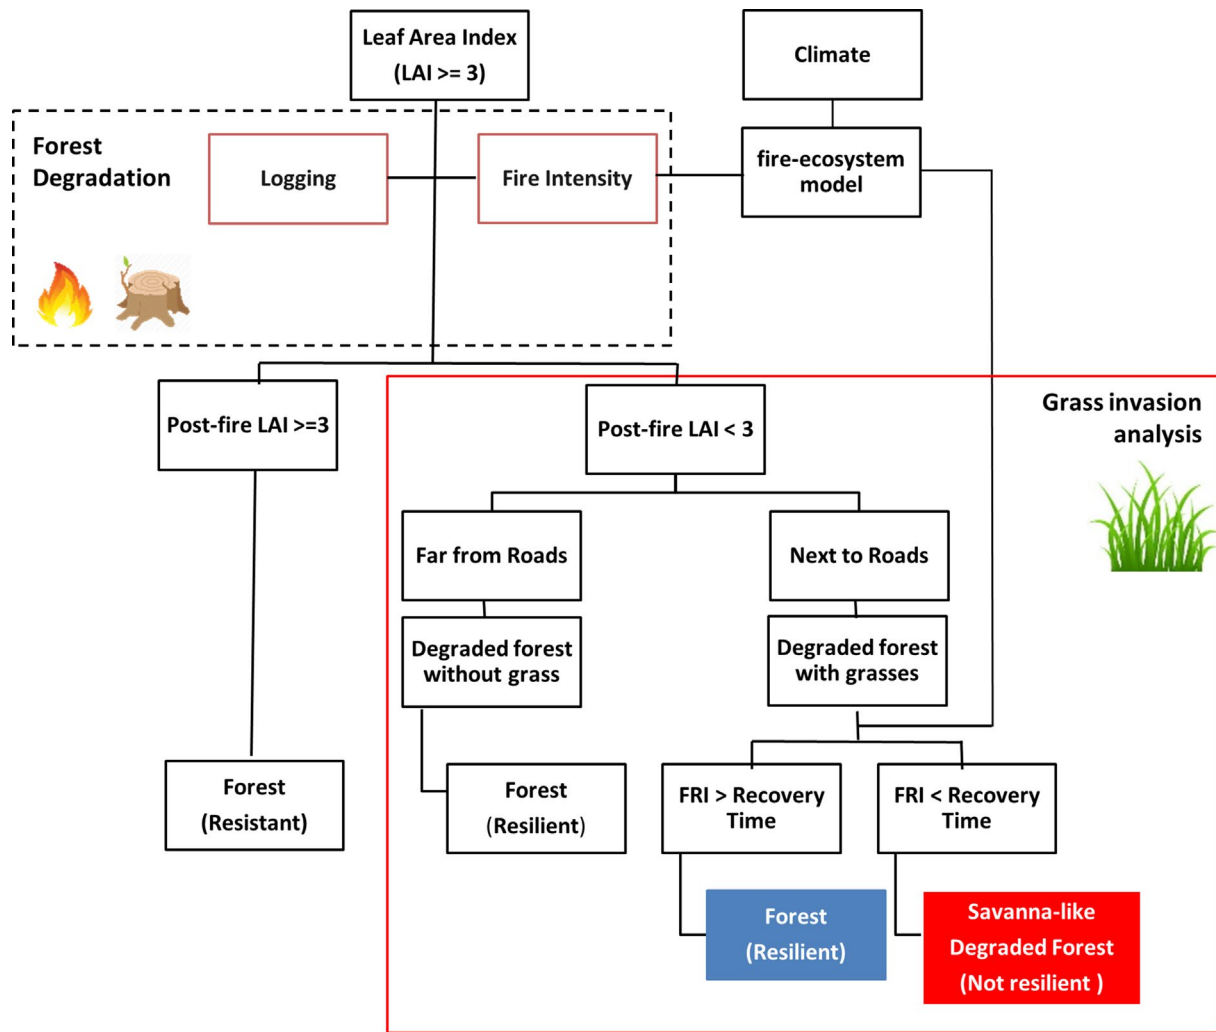 Leaf Area Index
(LAI >= 3)
Climate
Forest
Degradation
Logging
Fire Intensity
fire-ecosystem
model
Post-fire LAI >=3
Post-fire LAI < 3
Grass invasion
analysis
Far from Roads
Next to Roads
Degraded forest
without grass
Degraded forest
with grasses
Forest
(Resistant)
Forest
(Resilient)
FRI > Recovery
Time
FRI < Recovery
Time
Forest
(Resilient)
Savanna-like
Degraded Forest
(Not resilient )